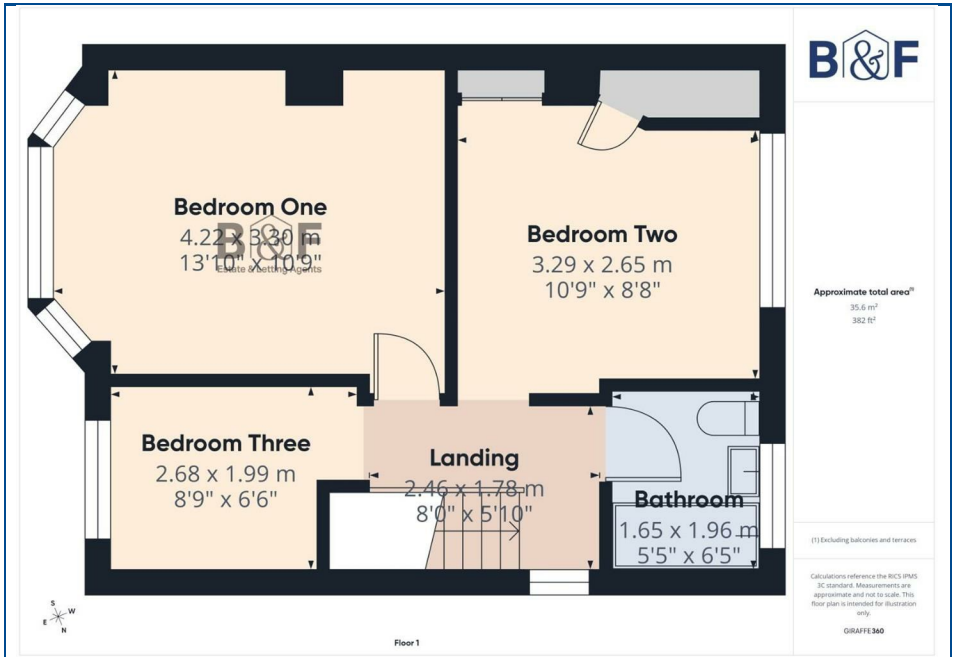 B&F
Bedroom One
4.22 x 3.30 m
13'10" x 10'9"
B&F
Estate & Letting Agents
Bedroom Two
3.29 x 2.65 m
10'9" x 8'8"
Approximate total area⁽¹⁾
35.6 m²
382 ft²
Bedroom Three
2.68 x 1.99 m
8'9" x 6'6"
Landing
2.46 x 1.78 m
8'0" x 5'10"
Bathroom
1.65 x 1.96 m
5'5" x 6'5"
(1) Excluding balconies and terraces
Calculations reference the RICS IPMS
3C standard. Measurements are
approximate and not to scale. This
floor plan is intended for illustration
only.
GIRAFFE360
S
W
E
N
Floor 1